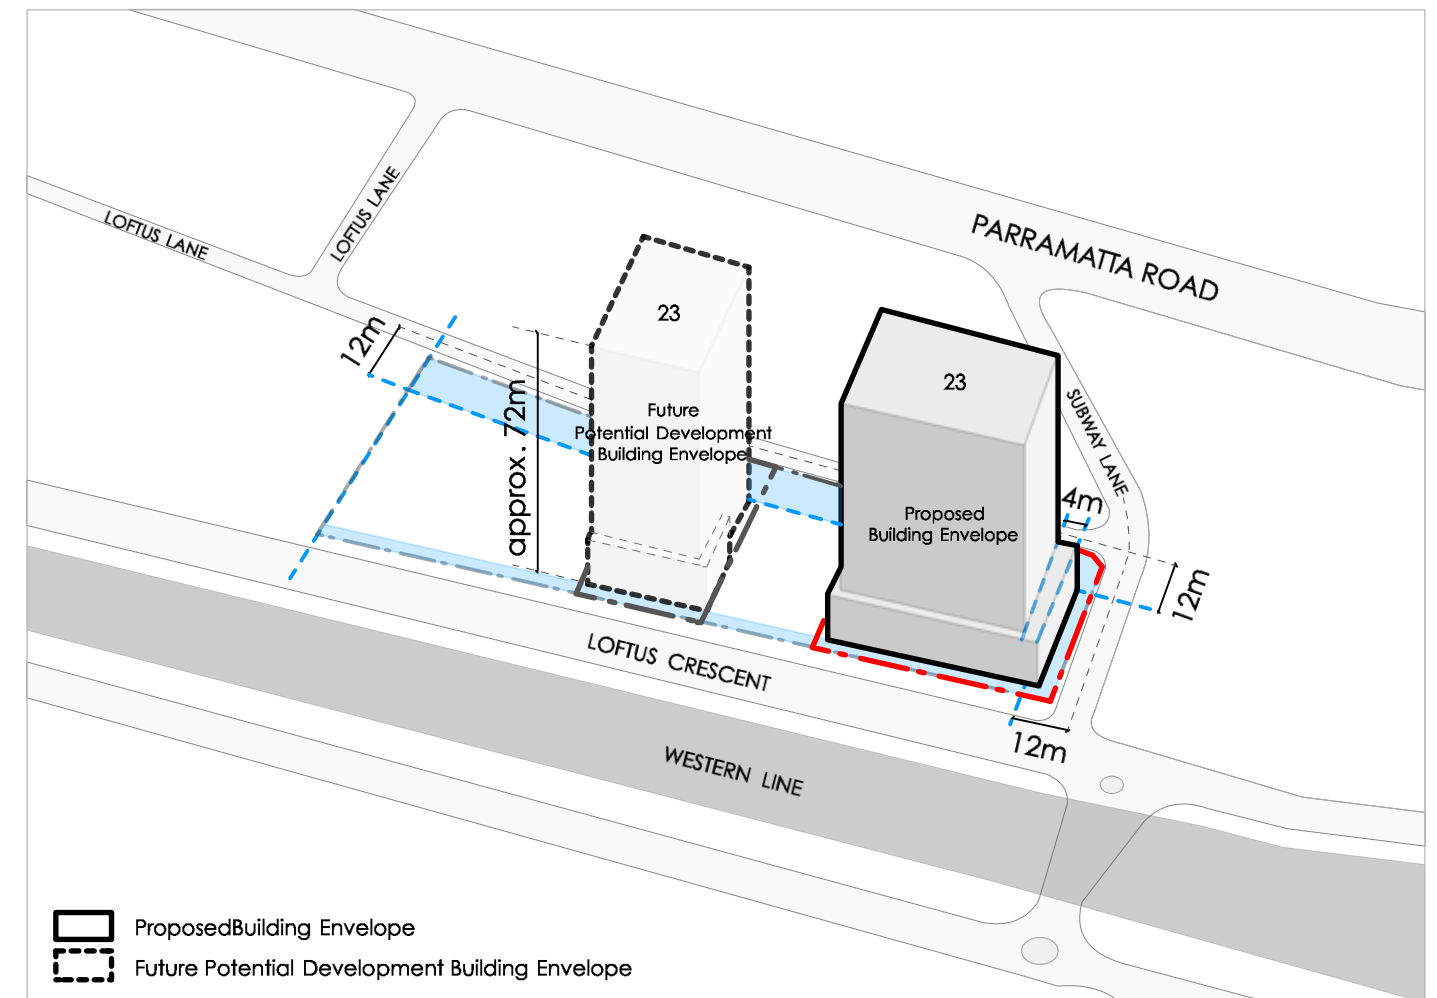 LOFTUS LANE
LOFTUS LANE
PARRAMATTA ROAD
12m
approx. 72m
23
Future
Potential Development
Building Envelope
23
Proposed
Building Envelope
SUBWAY LANE
4m
12m
12m
LOFTUS CRESCENT
WESTERN LINE
ProposedBuilding Envelope
Future Potential Development Building Envelope